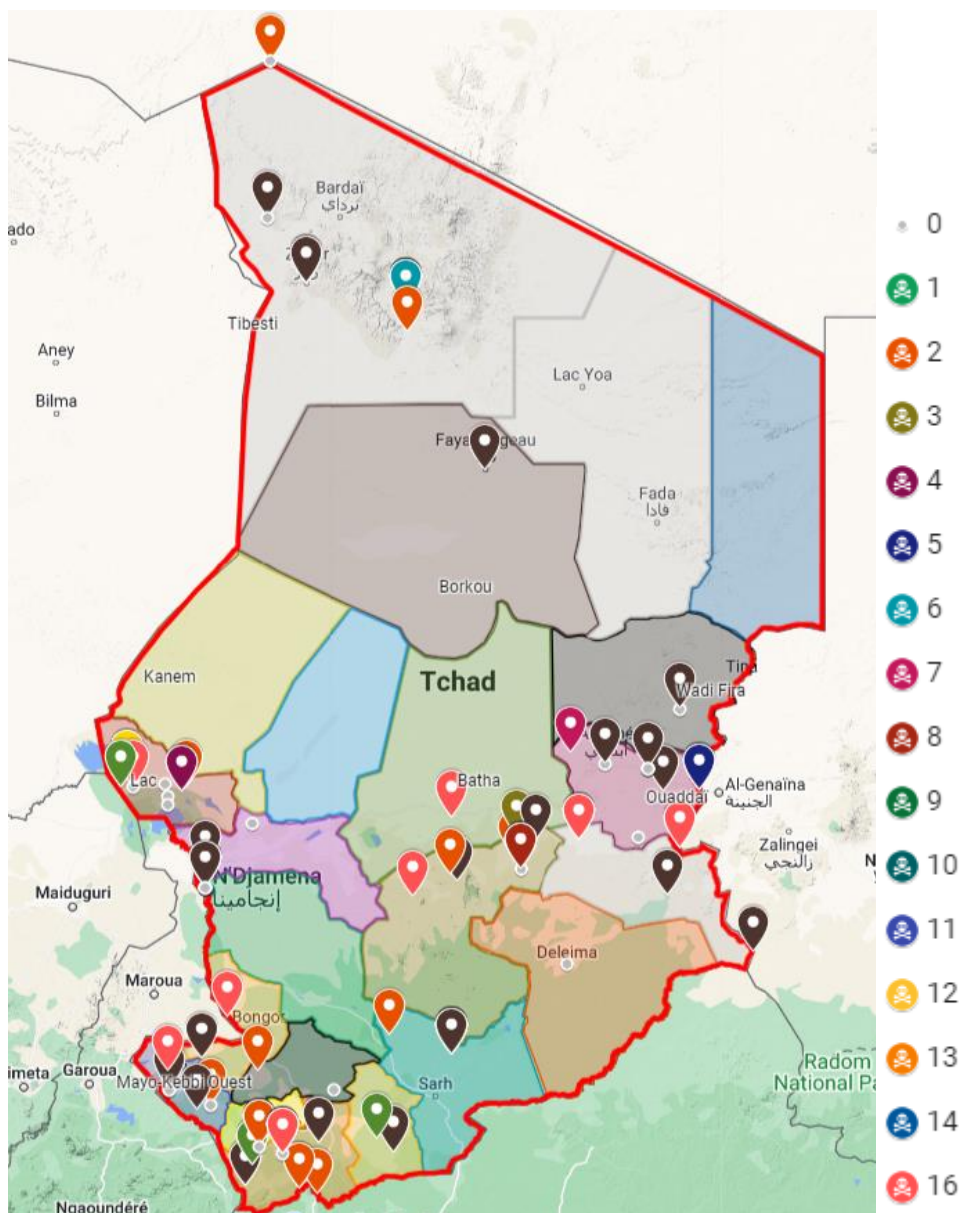 Bardaï
برداي
ado
Tibesti
Aney
Bilma
Lac Yoa
Fada
فادا
Borkou
Kanem
Tchad
Wadi Fira
Lac
Batha
Ouaddaï
Al-Genaïna
الجنينة
Zalingei
زالنجي
N'Djamena
إنجامينا
Maiduguri
Maroua
Deleima
Bongor
Garoua
Mayo-Kebbi Ouest
Sarh
Radom
National Pa
Ngaoundéré
0
1
2
3
4
5
6
7
8
9
10
11
12
13
14
16